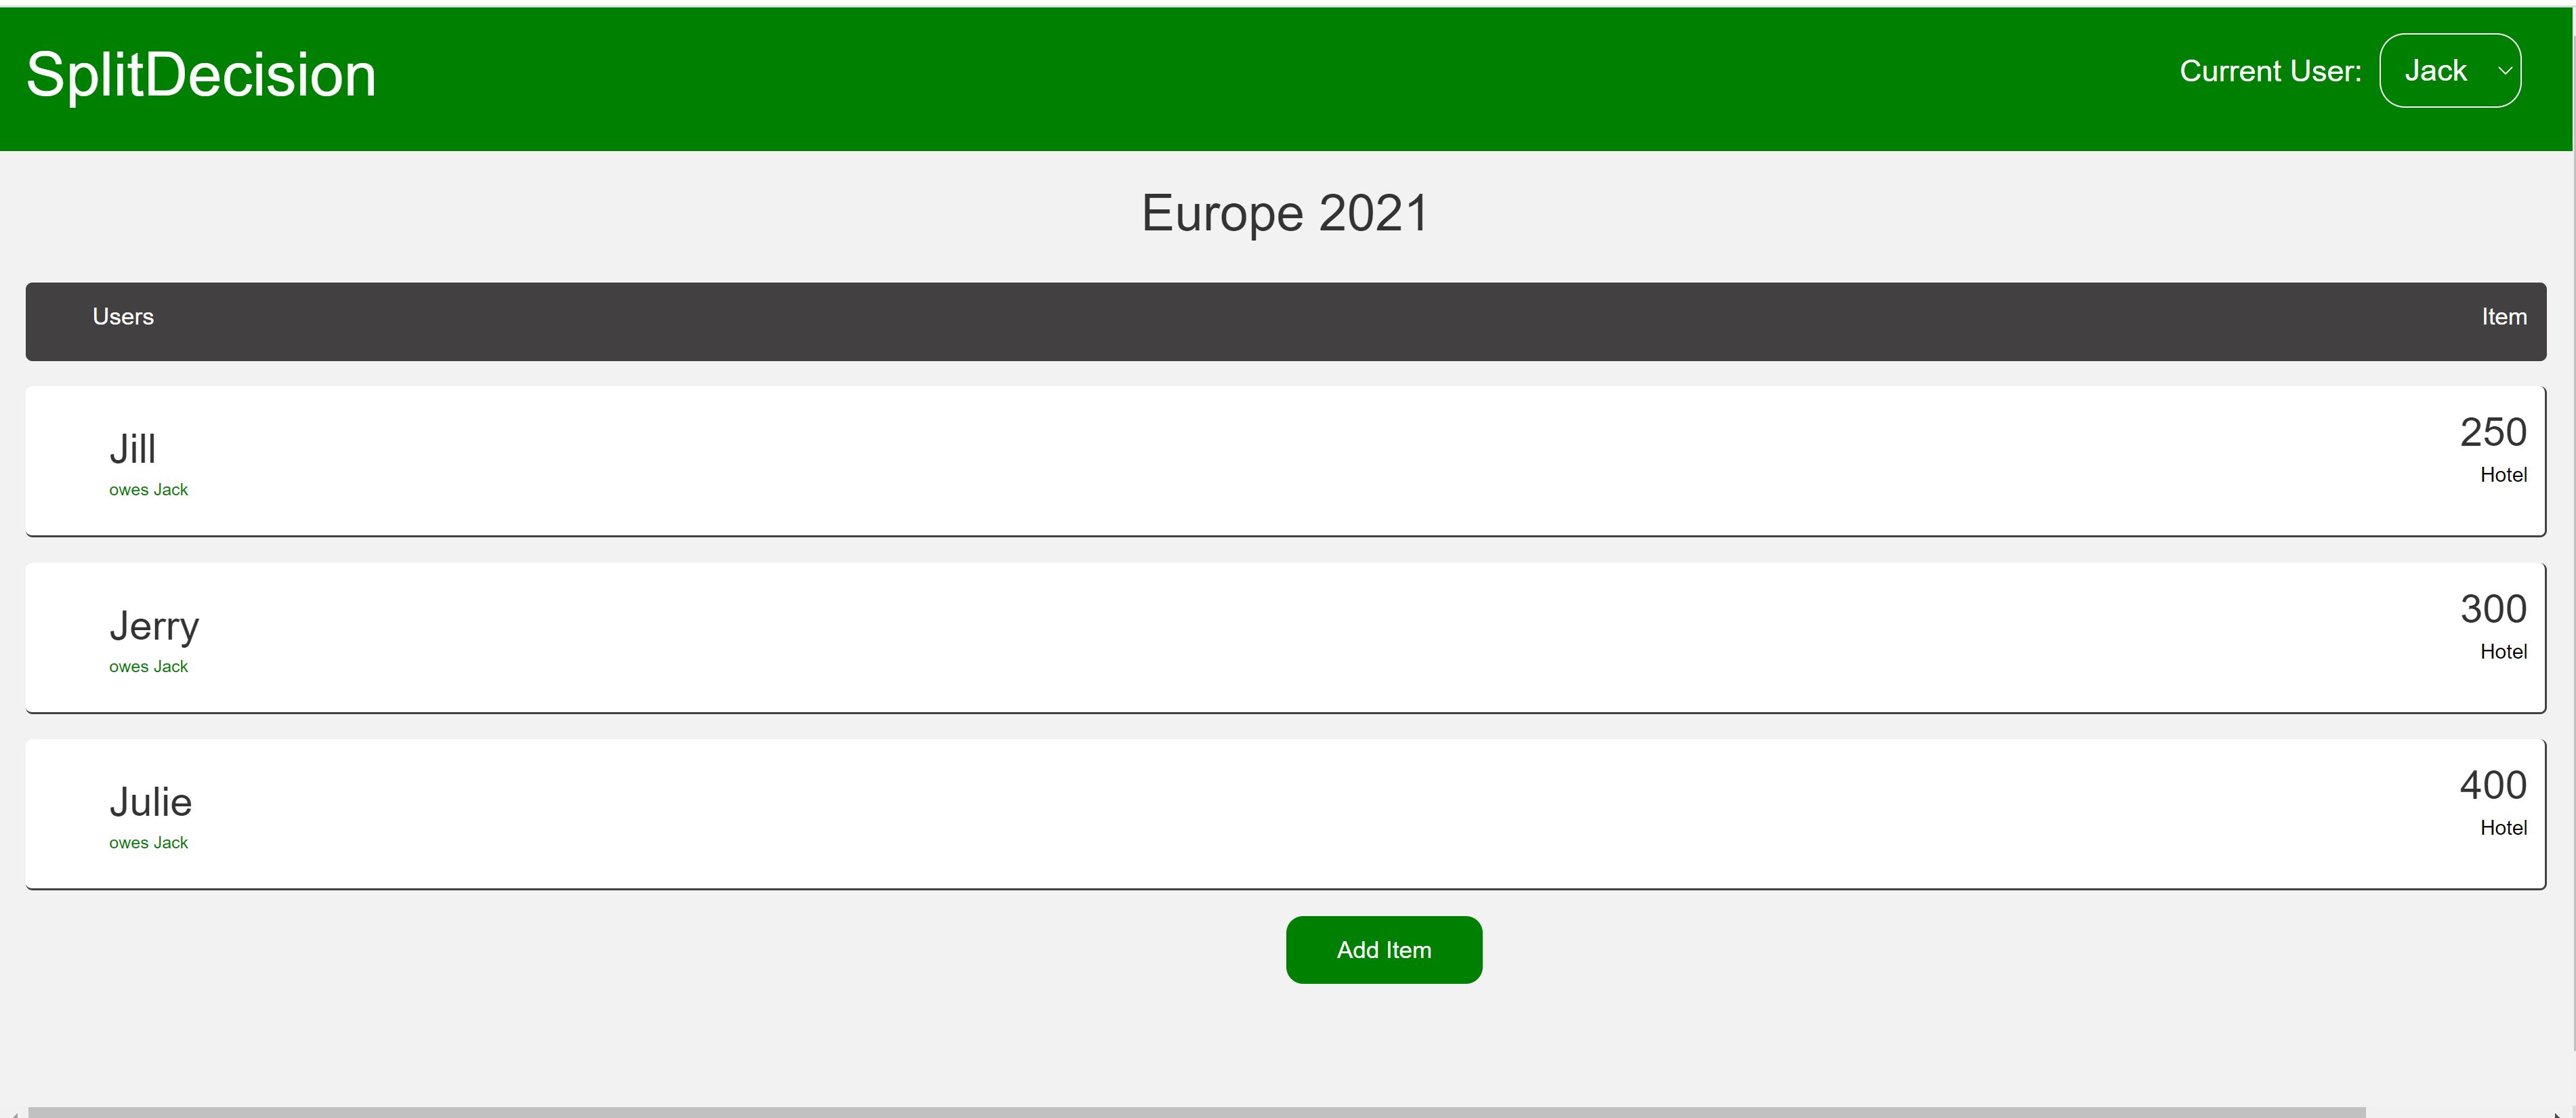 SplitDecision
Current User: Jack
Europe 2021
Users Item
Jill 250
owes Jack Hotel
Jerry 300
owes Jack Hotel
Julie 400
owes Jack Hotel
Add Item